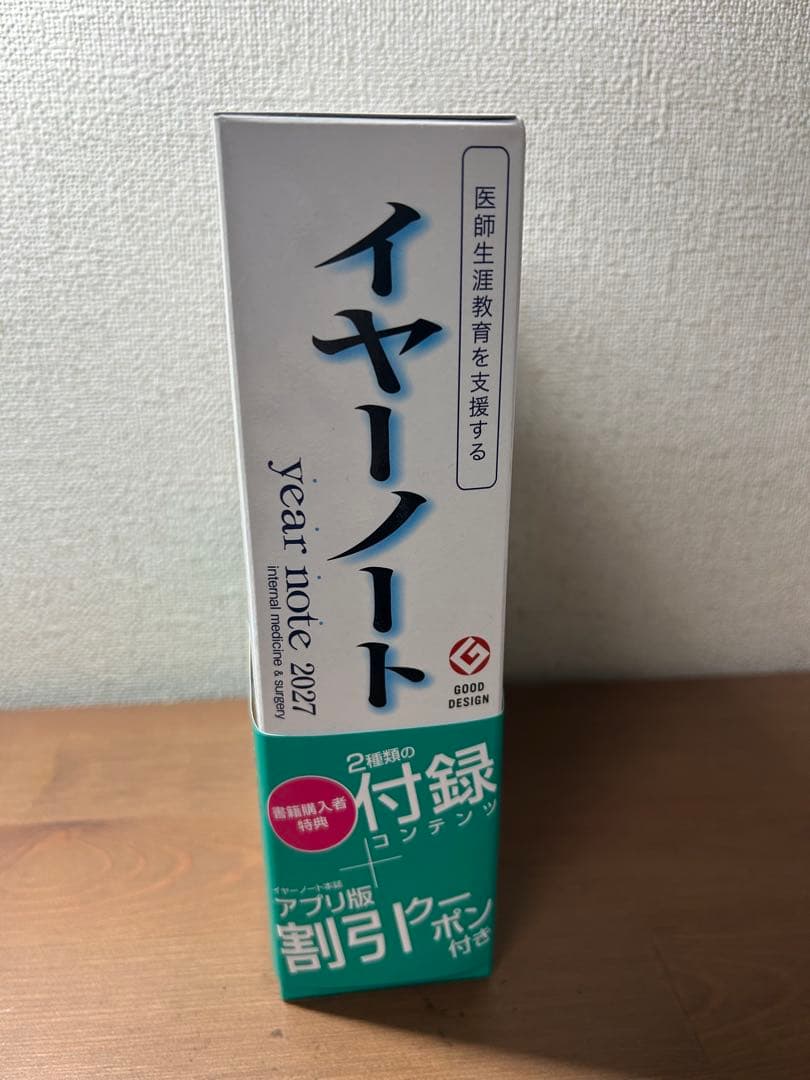 医師生涯教育を支援する
イヤーノート
year note 2027
internal medicine & surgery
GOOD
DESIGN
書籍購入者
特典
2種類の
付録
コンテンツ
+
イヤーノート本誌
アプリ版
割引クーポン
付き